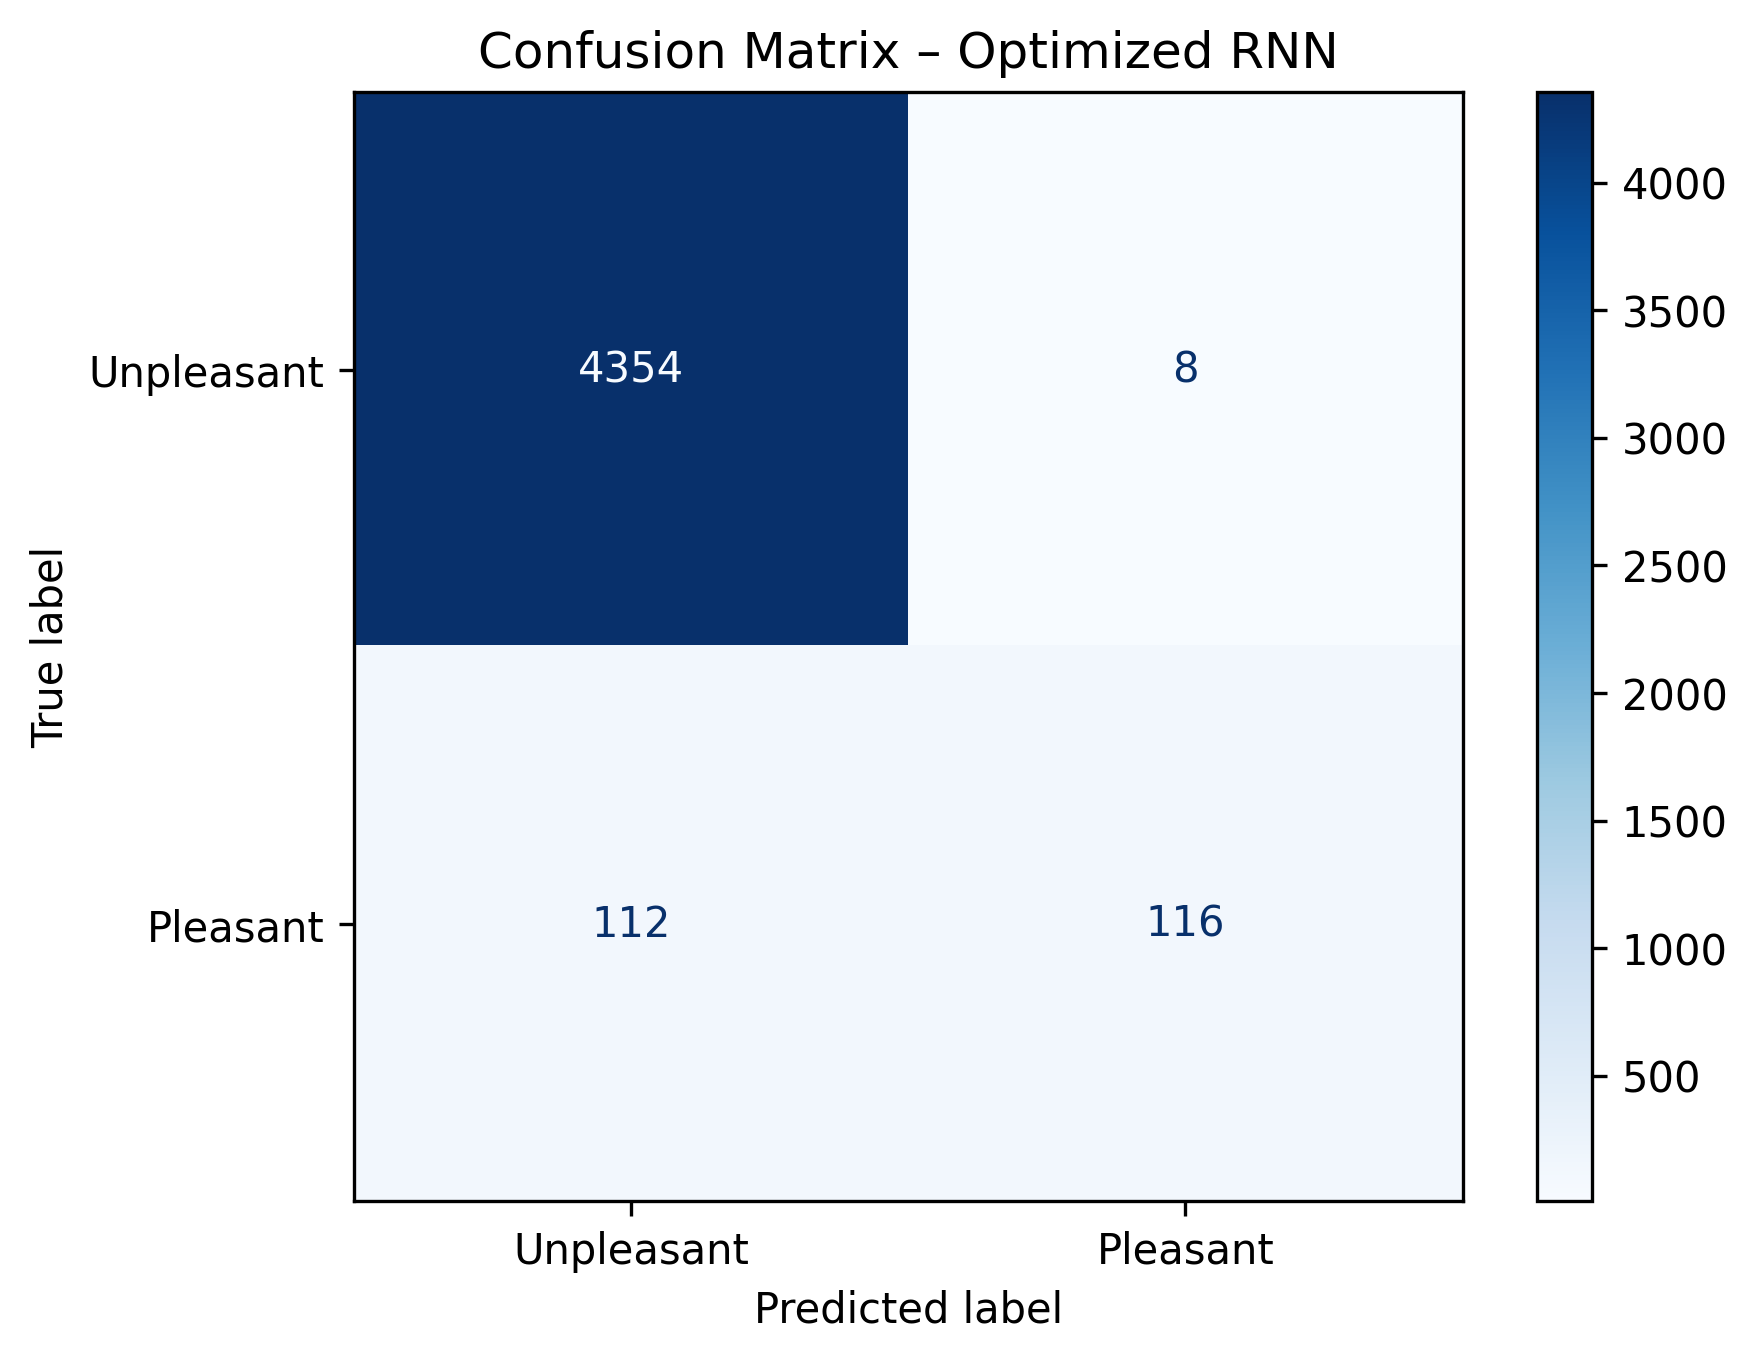 Confusion Matrix – Optimized RNN
Unpleasant
4354
8
Pleasant
112
116
True label
Unpleasant
Pleasant
Predicted label
4000
3500
3000
2500
2000
1500
1000
500